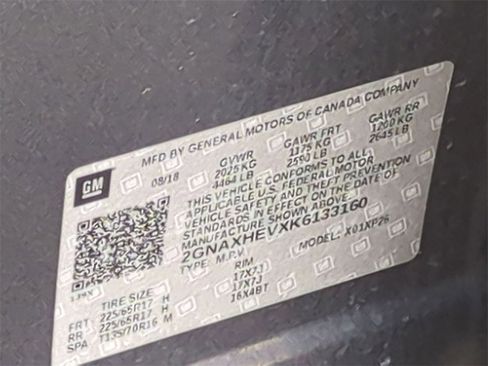 MFD BY GENERAL MOTORS OF CANADA COMPANY
GM
08/18
GVWR
2025 KG
4464 LB
GAWR FRT
1175 KG
2590 LB
GAWR RR
1200 KG
2645 LB
THIS VEHICLE CONFORMS TO ALL
APPLICABLE U.S. FEDERAL MOTOR
VEHICLE SAFETY AND THEFT PREVENTION
STANDARDS IN EFFECT ON THE DATE OF
MANUFACTURE SHOWN ABOVE.
2GNAXHEVXK6133160
TYPE: M.P.V
MODEL: X01XP26
TIRE SIZE RIM
FRT 225/65R17 H 17X7J
RR 225/65R17 H 17X7J
SPA T135/70R16 M 16X4BT